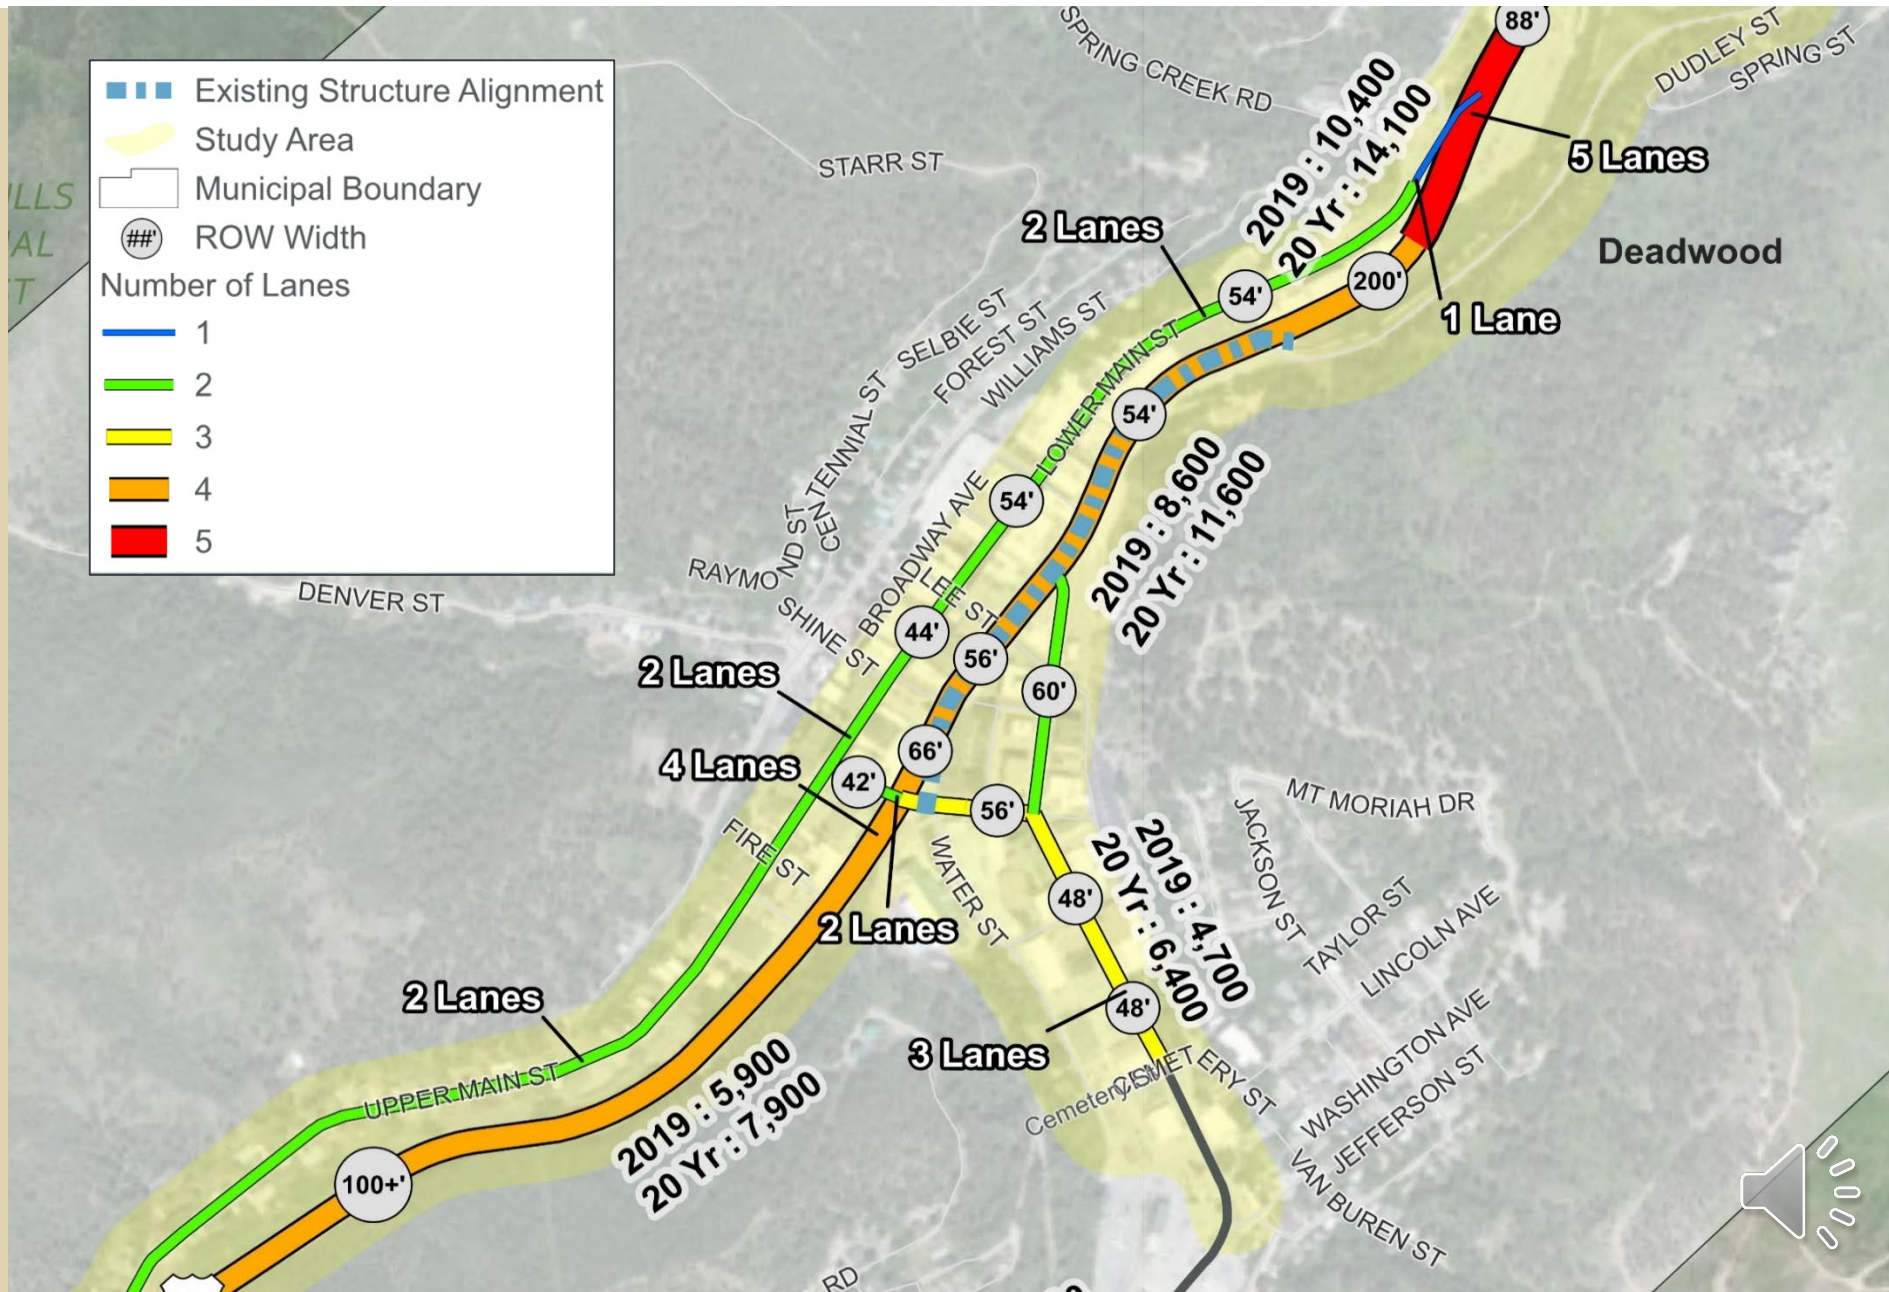 Existing Structure Alignment
Study Area
Municipal Boundary
##' ROW Width
Number of Lanes
1
2
3
4
5
88'
SPRING CREEK RD
DUDLEY ST
SPRING ST
2019 : 10,400
20 Yr : 14,100
5 Lanes
STARR ST
2 Lanes
Deadwood
54'
200'
1 Lane
SELBIE ST
FOREST ST
WILLIAMS ST
LOWER MAIN ST
CENTENNIAL ST
54'
2019 : 8,600
20 Yr : 11,600
54'
BROADWAY AVE
RAYMOND ST
LEE ST
DENVER ST
SHINE ST
44'
56'
2 Lanes
60'
4 Lanes
66'
42'
56'
MT MORIAH DR
JACKSON ST
FIRE ST
WATER ST
2019 : 4,700
20 Yr : 6,400
48'
TAYLOR ST
LINCOLN AVE
2 Lanes
2 Lanes
48'
3 Lanes
WASHINGTON AVE
JEFFERSON ST
CEMETERY ST
Cemetery St
UPPER MAIN ST
2019 : 5,900
20 Yr : 7,900
100+'
VAN BUREN ST
RD